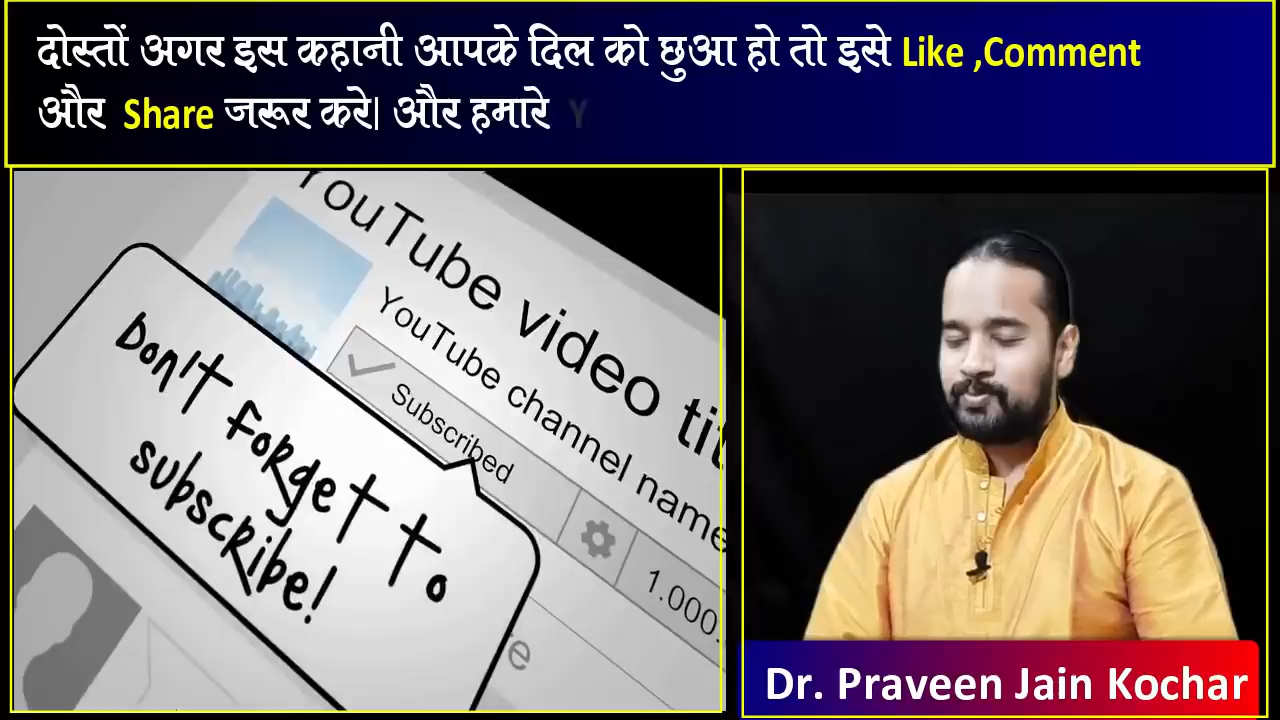 दोस्तों अगर इस कहानी आपके दिल को छुआ हो तो इसे Like ,Comment
और Share जरूर करे| और हमारे Y
YouTube video tit
YouTube channel name
Subscribed
1.000.
Don't forget to
subscribe!
Dr. Praveen Jain Kochar